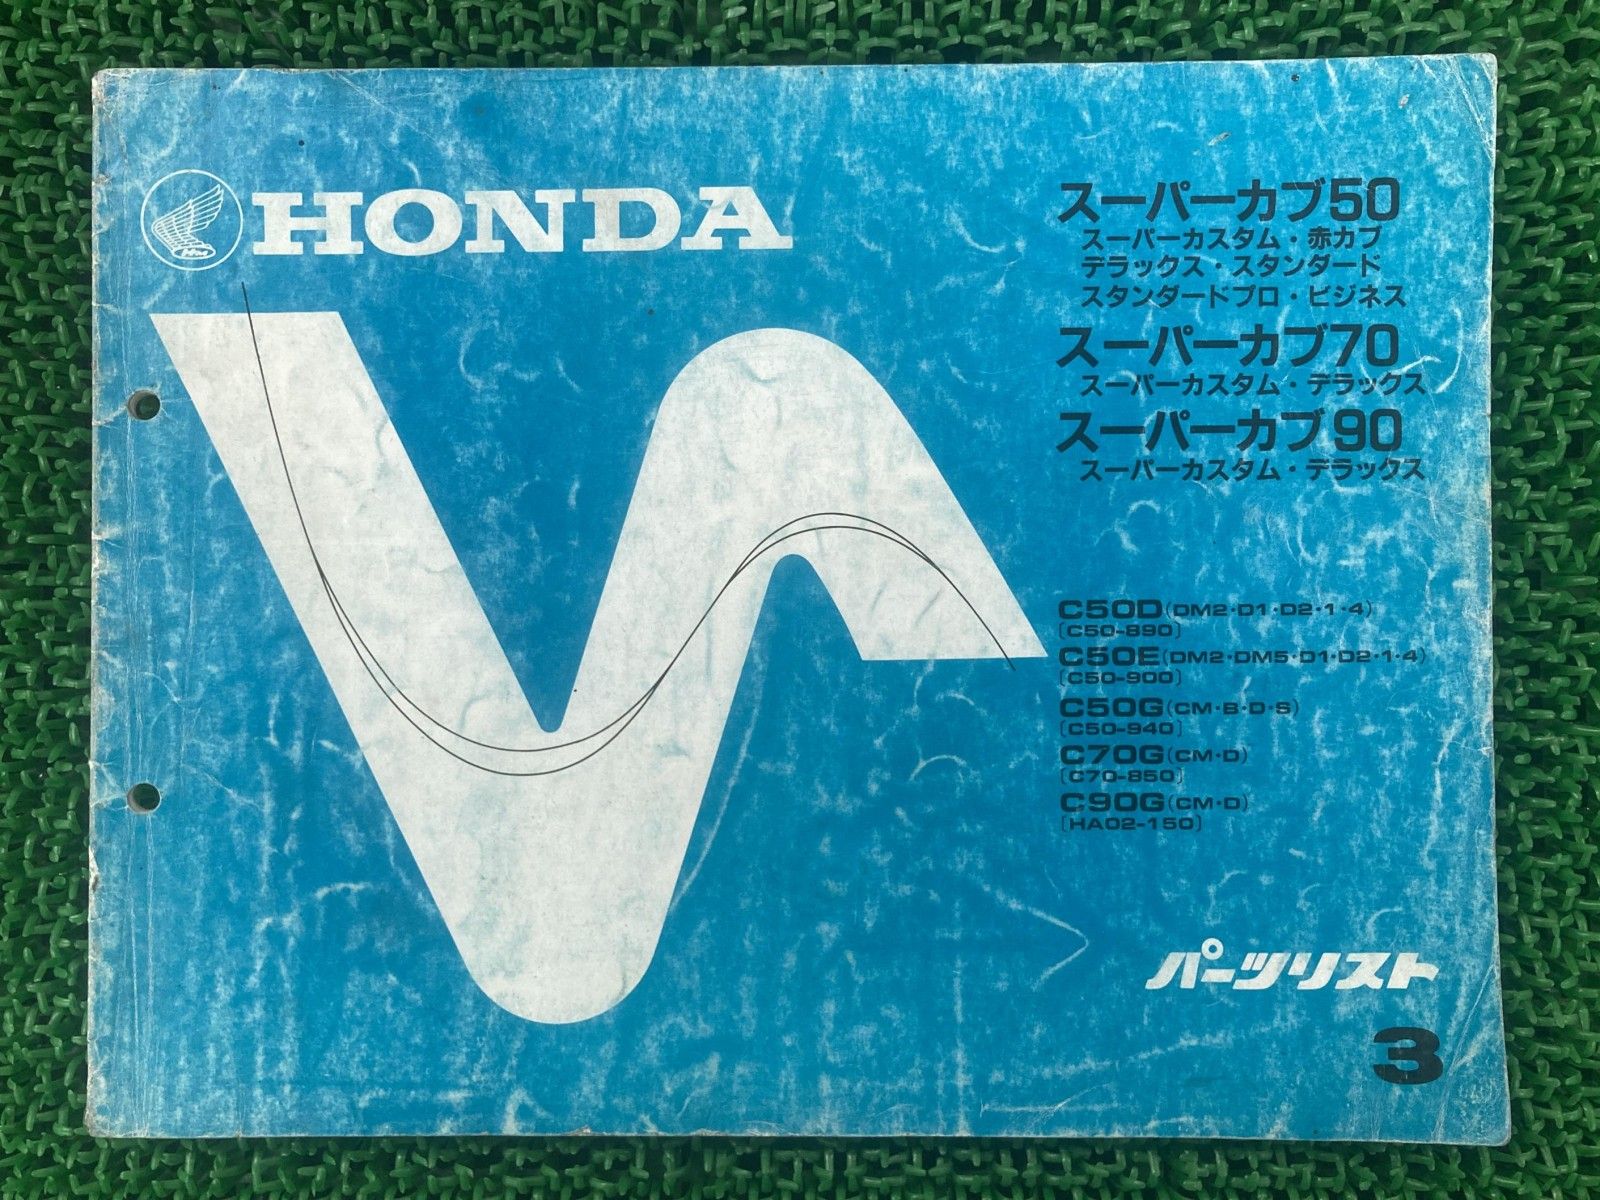 HONDA
スーパーカブ50
スーパーカスタム・赤カブ
デラックス・スタンダード
スタンダードプロ・ビジネス
スーパーカブ70
スーパーカスタム・デラックス
スーパーカブ90
スーパーカスタム・デラックス
C50D(DM2・D1・D2・1・4)
[C50-890]
C50E(DM2・DM5・D1・D2・1・4)
[C50-900]
C50G(CM・B・D・S)
[C50-940]
C70G(CM・D)
[C70-850]
C90G(CM・D)
[HA02-150]
パーツリスト
3